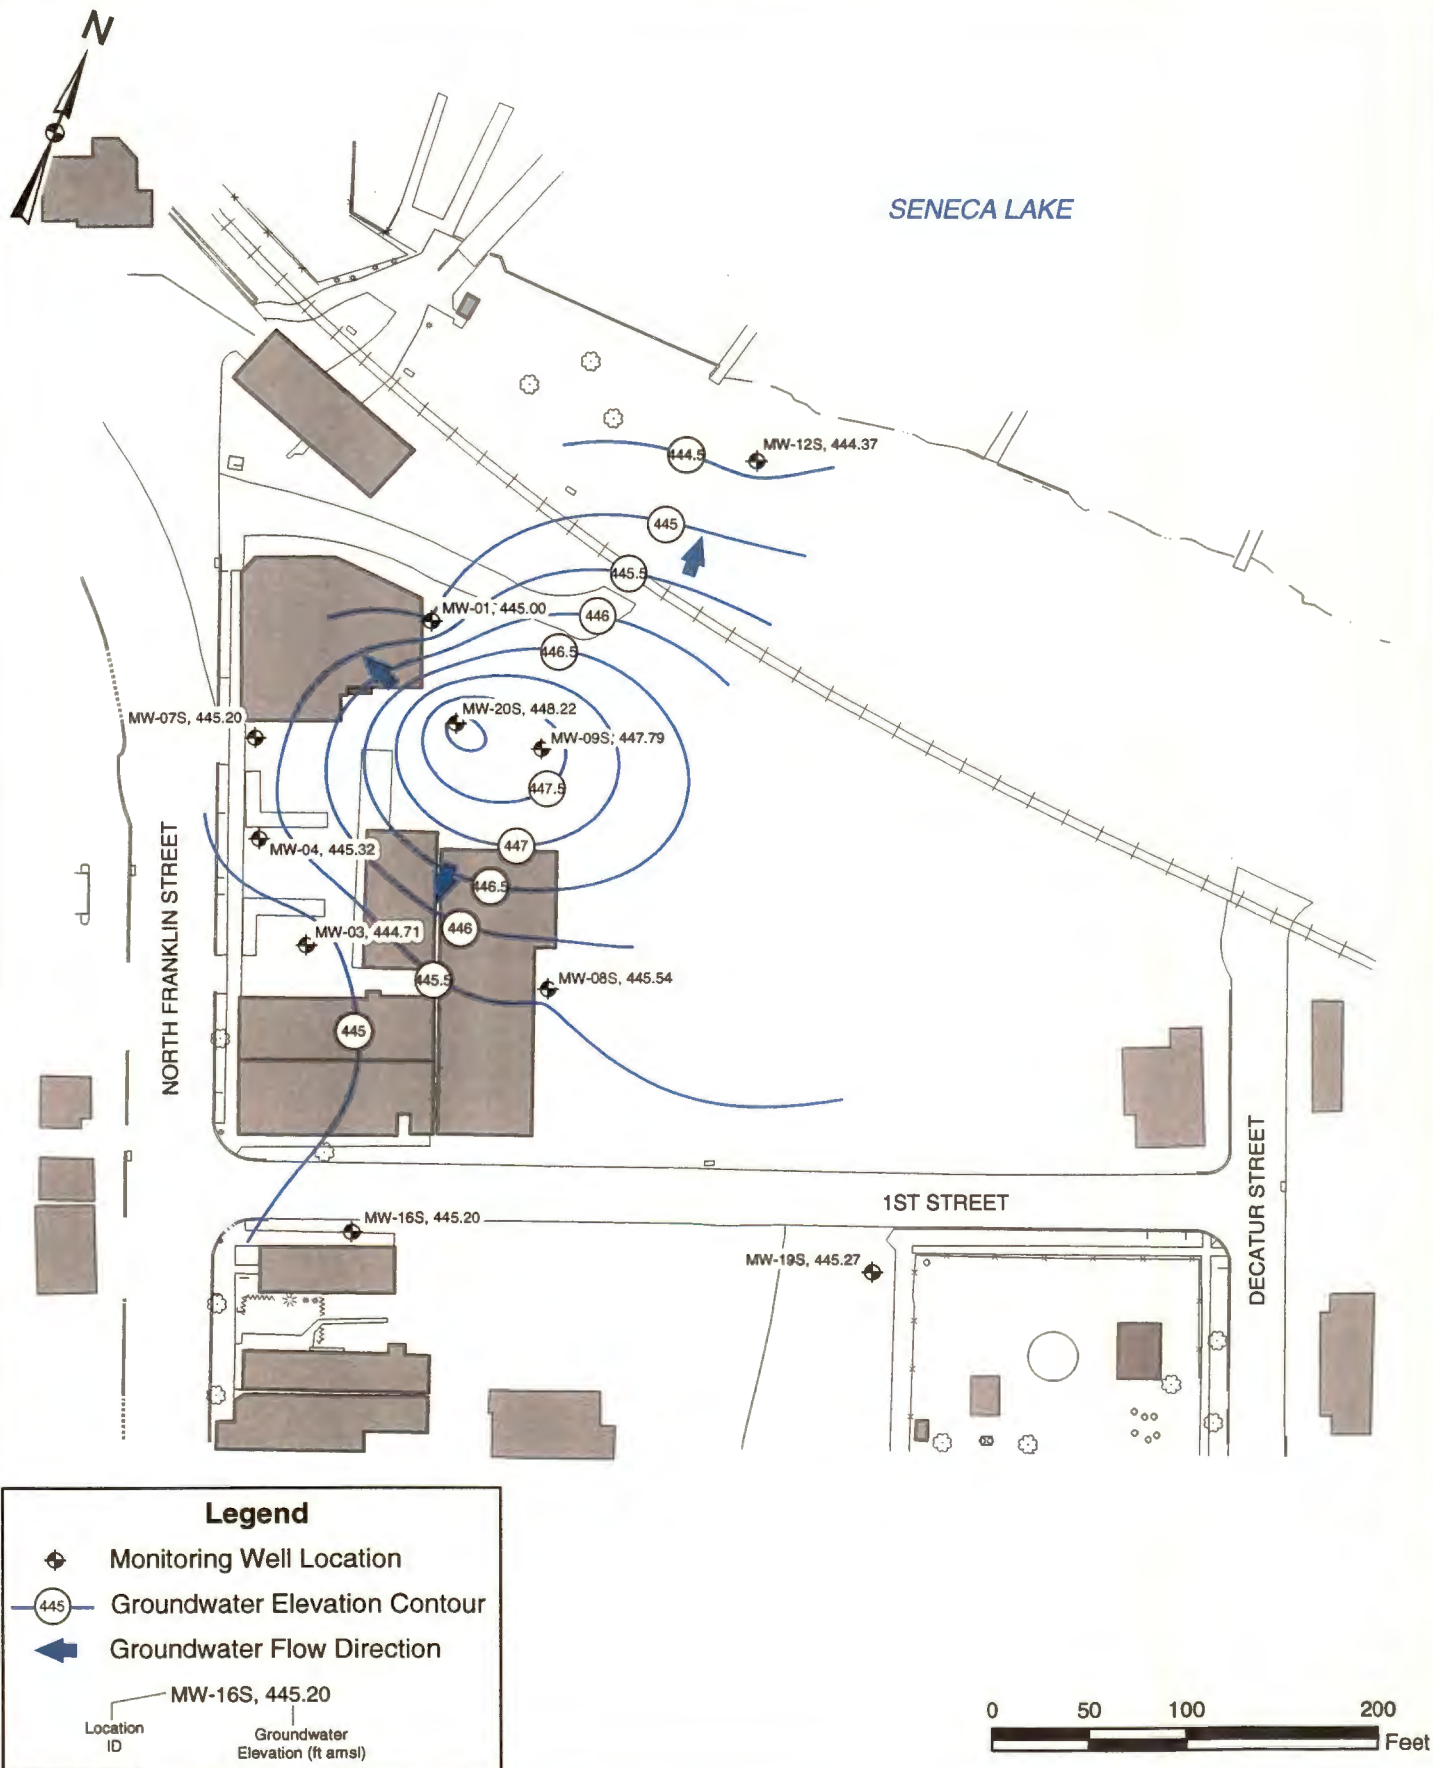 N
SENECA LAKE
MW-12S, 444.37
444.5
445
445.5
446
446.5
MW-01, 445.00
MW-20S, 448.22
MW-07S, 445.20
MW-09S, 447.79
447.5
447
MW-04, 445.32
446.5
446
MW-03, 444.71
445.5
MW-08S, 445.54
445
NORTH FRANKLIN STREET
1ST STREET
DECATUR STREET
MW-16S, 445.20
MW-19S, 445.27
Legend
Monitoring Well Location
445 Groundwater Elevation Contour
Groundwater Flow Direction
MW-16S, 445.20
Location
ID
Groundwater
Elevation (ft amsl)
0 50 100 200
Feet